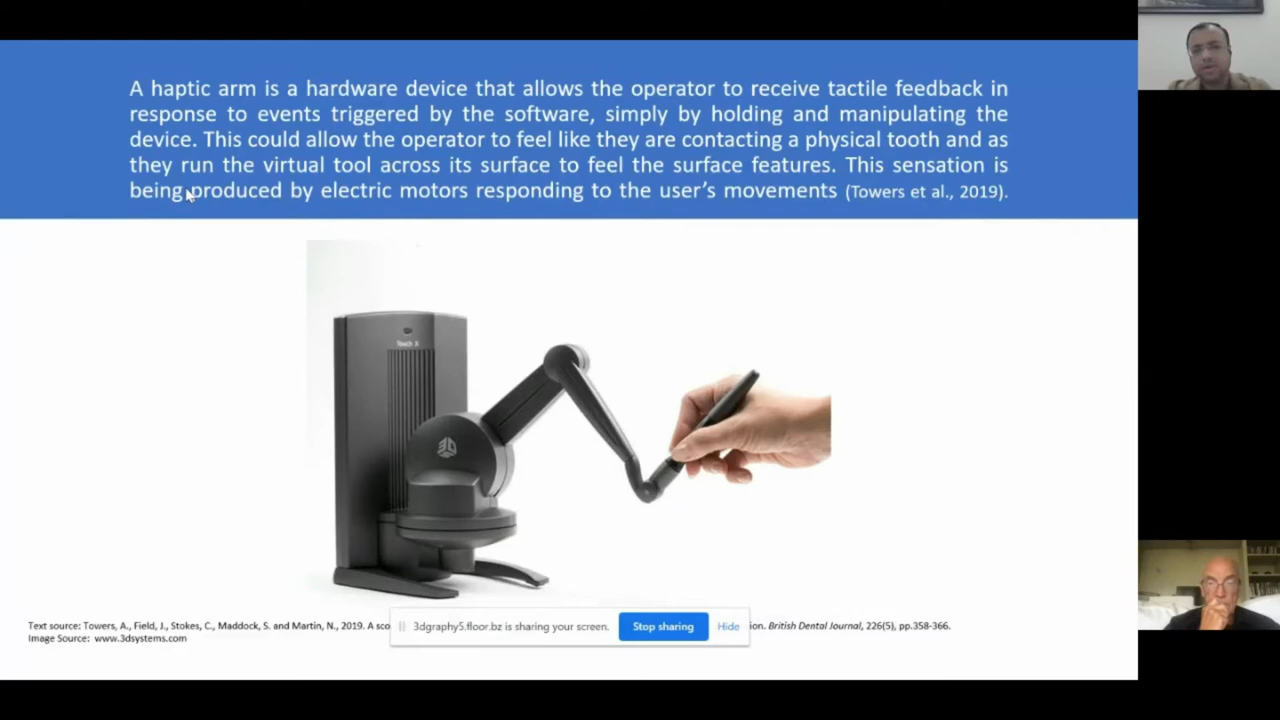 A haptic arm is a hardware device that allows the operator to receive tactile feedback in
response to events triggered by the software, simply by holding and manipulating the
device. This could allow the operator to feel like they are contacting a physical tooth and as
they run the virtual tool across its surface to feel the surface features. This sensation is
being produced by electric motors responding to the user's movements (Towers et al., 2019).
Touch X
3D
Text source: Towers, A., Field, J., Stokes, C., Maddock, S. and Martin, N., 2019. A sco
3dgraphy5.floor.bz is sharing your screen.
Stop sharing
Hide
ion. British Dental Journal, 226(5), pp.358-366.
Image Source: www.3dsystems.com